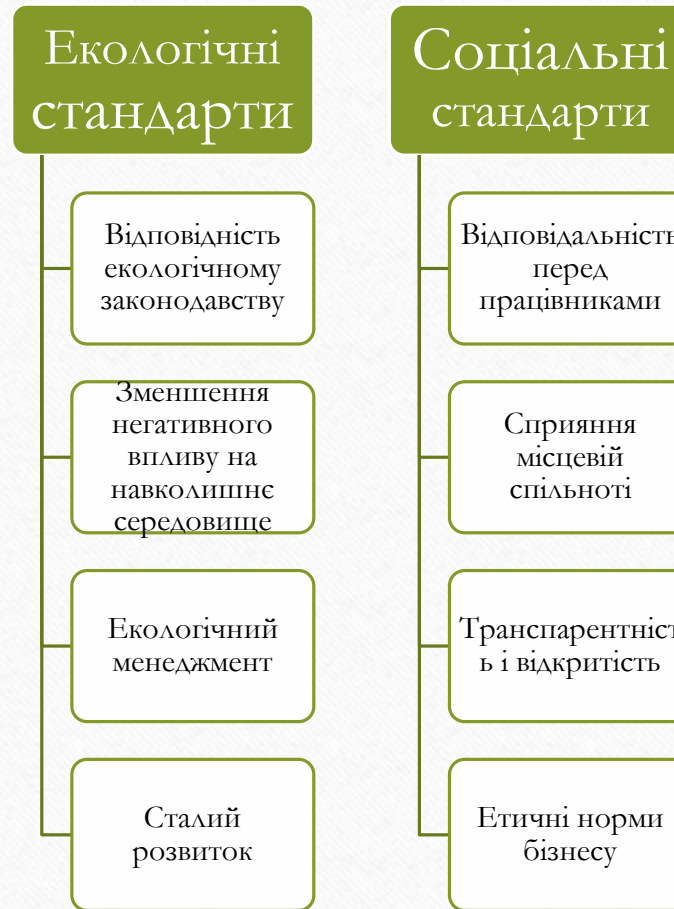 Екологічні
стандарти
Відповідність
екологічному
законодавству
Зменшення
негативного
впливу на
навколишнє
середовище
Екологічний
менеджмент
Сталий
розвиток
Соціальні
стандарти
Відповідальність
перед
працівниками
Сприяння
місцевій
спільноті
Транспарентніст
ь і відкритість
Етичні норми
бізнесу